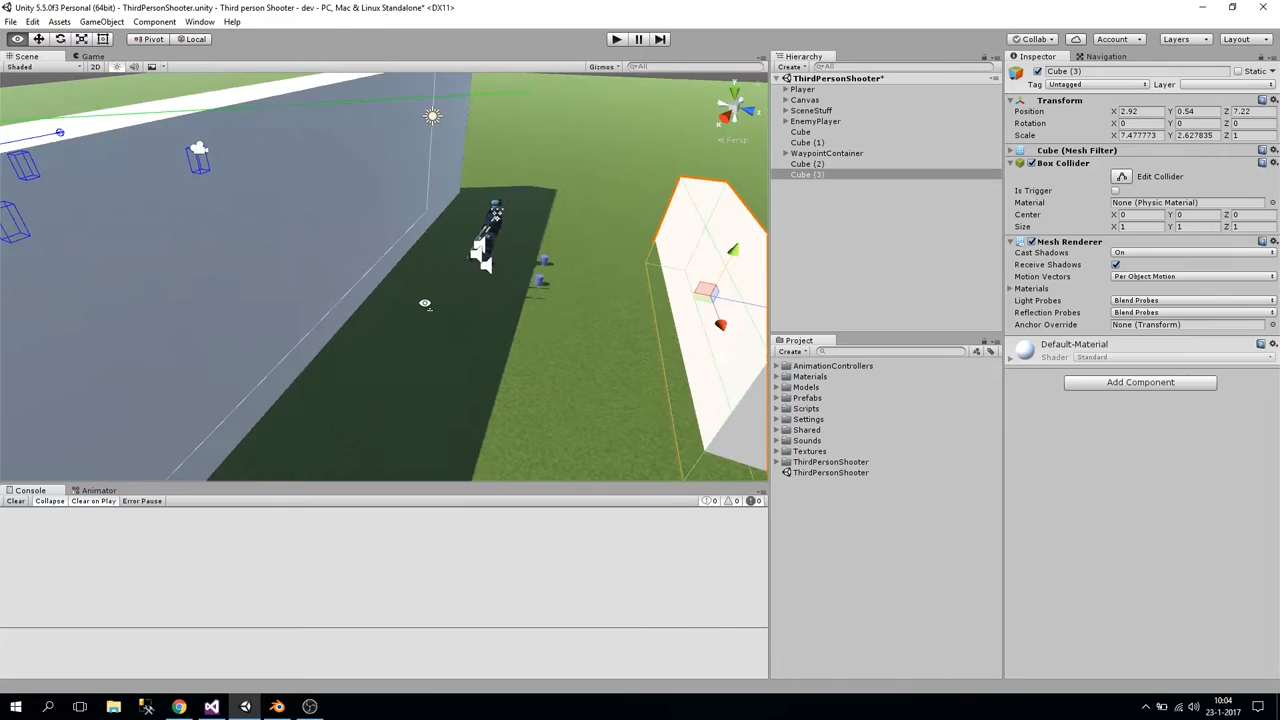 Unity 5.5.0f3 Personal (64bit) - ThirdPersonShooter.unity - Third person Shooter - dev - PC, Mac & Linux Standalone* <DX11>
File Edit Assets GameObject Component Window Help
Pivot Local Collab Account Layers Layout
Scene Game
Shaded 2D Gizmos All
Y
X
Z
Persp
Hierarchy
Create All
ThirdPersonShooter*
Player
Canvas
SceneStuff
EnemyPlayer
Cube
Cube (1)
WaypointContainer
Cube (2)
Cube (3)
Project
Create
AnimationControllers
Materials
Models
Prefabs
Scripts
Settings
Shared
Sounds
Textures
ThirdPersonShooter
ThirdPersonShooter
Inspector Navigation
Cube (3) Static
Tag Untagged Layer
Transform
Position X 2.92 Y 0.54 Z 7.22
Rotation X 0 Y 0 Z 0
Scale X 7.477773 Y 2.627835 Z 1
Cube (Mesh Filter)
Box Collider
Edit Collider
Is Trigger
Material None (Physic Material)
Center X 0 Y 0 Z 0
Size X 1 Y 1 Z 1
Mesh Renderer
Cast Shadows On
Receive Shadows
Motion Vectors Per Object Motion
Materials
Light Probes Blend Probes
Reflection Probes Blend Probes
Anchor Override None (Transform)
Default-Material
Shader Standard
Add Component
Console Animator
Clear Collapse Clear on Play Error Pause 0 0 0
10:04
23-1-2017